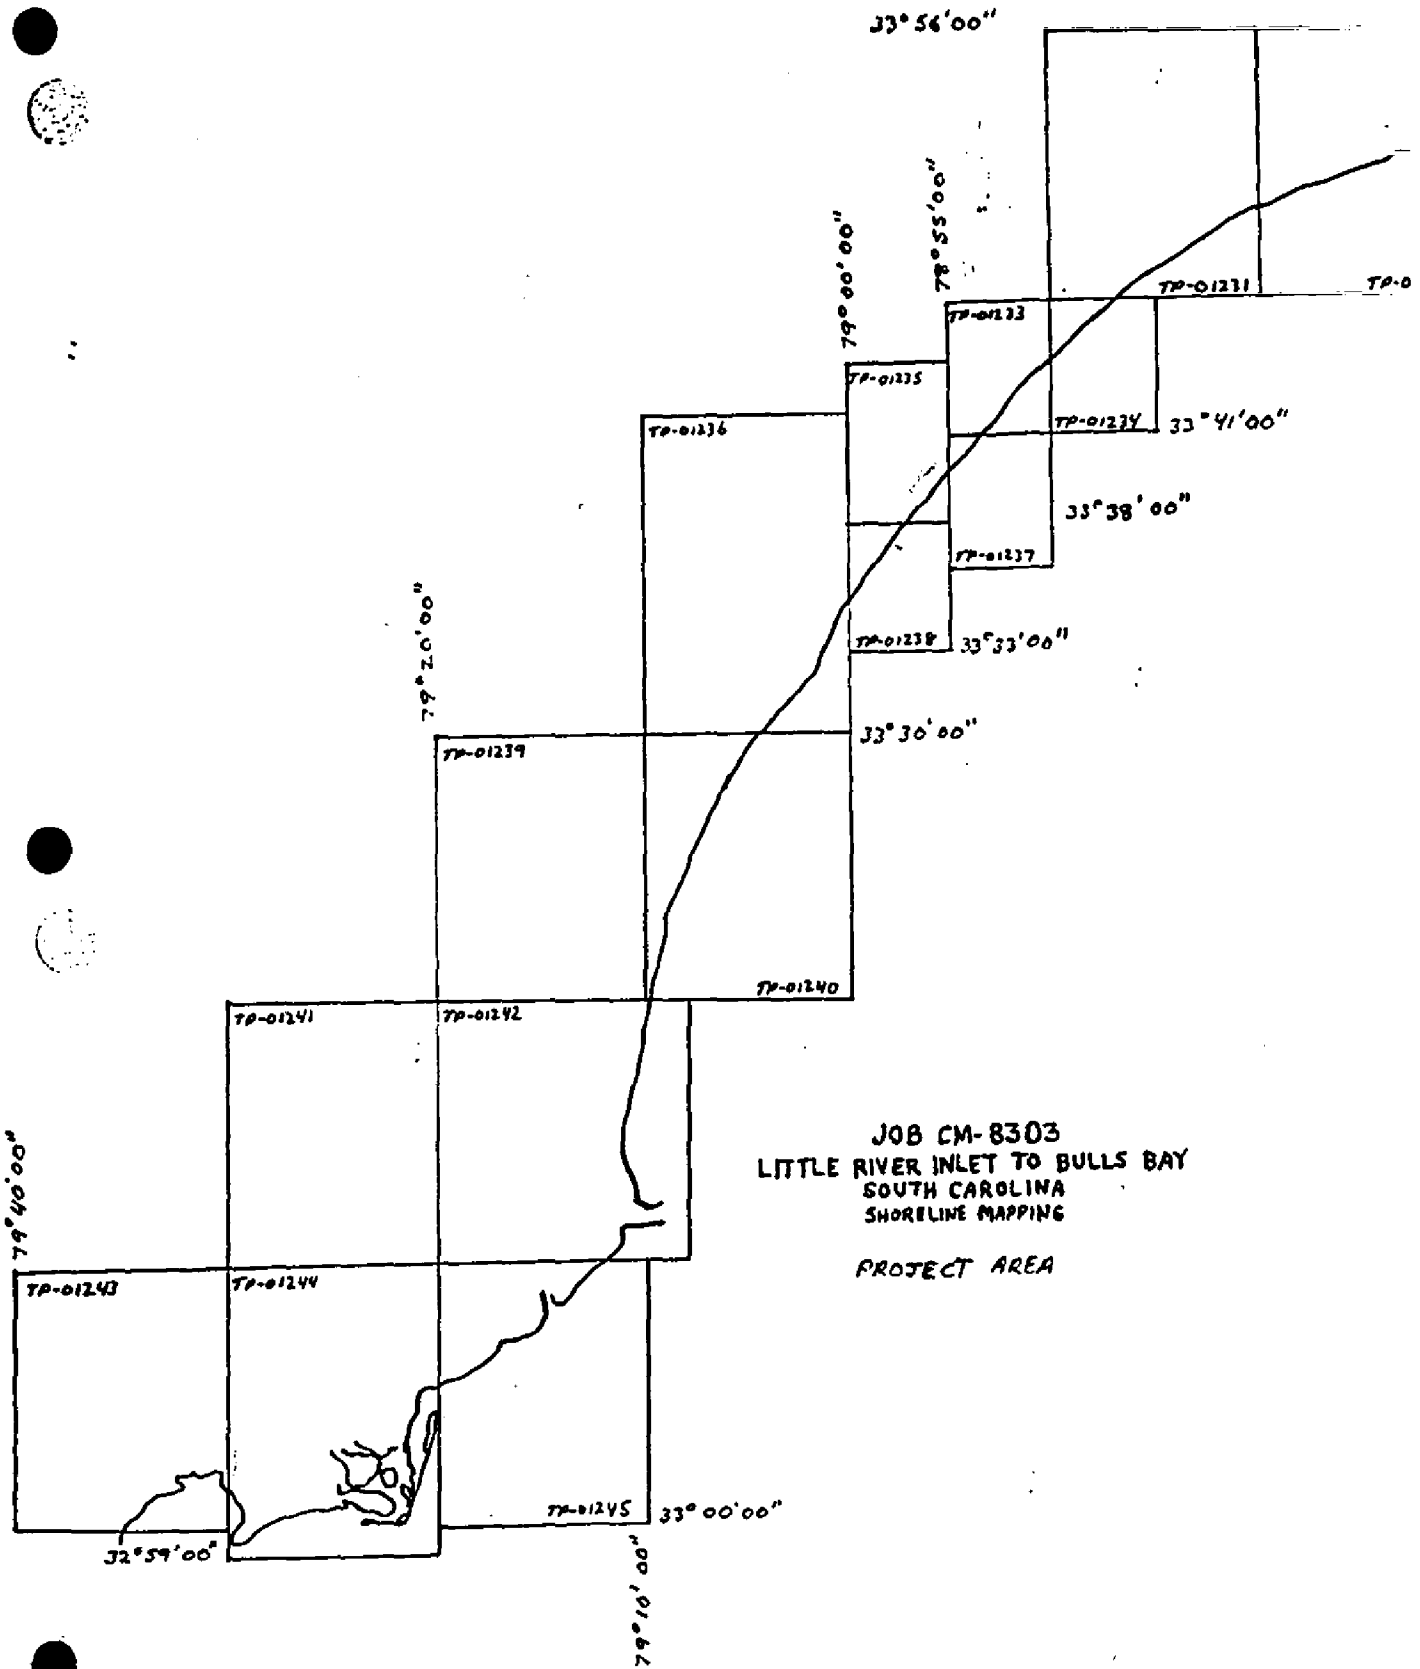 33°56'00"
78°55'00"
79°00'00"
TP-01231
TP-0
TP-01233
TP-01235
TP-01234
33°41'00"
TP-01236
33°38'00"
TP-01237
TP-01238
33°33'00"
79°20'00"
33°30'00"
TP-01239
TP-01240
TP-01241
TP-01242
JOB CM-8303
LITTLE RIVER INLET TO BULLS BAY
SOUTH CAROLINA
SHORELINE MAPPING
PROJECT AREA
79°40'00"
TP-01243
TP-01244
TP-01245
33°00'00"
32°59'00"
79°10'00"